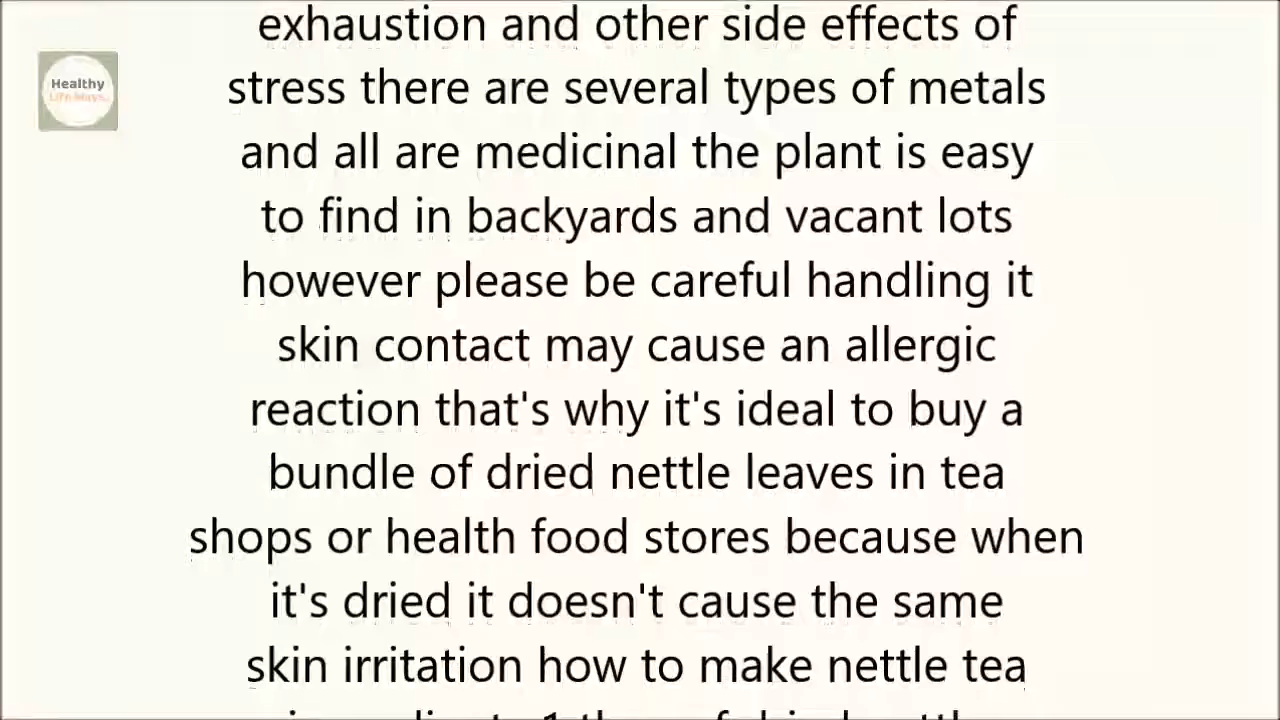 exhaustion and other side effects of
Healthy
Life Ways
stress there are several types of metals
and all are medicinal the plant is easy
to find in backyards and vacant lots
however please be careful handling it
skin contact may cause an allergic
reaction that's why it's ideal to buy a
bundle of dried nettle leaves in tea
shops or health food stores because when
it's dried it doesn't cause the same
skin irritation how to make nettle tea